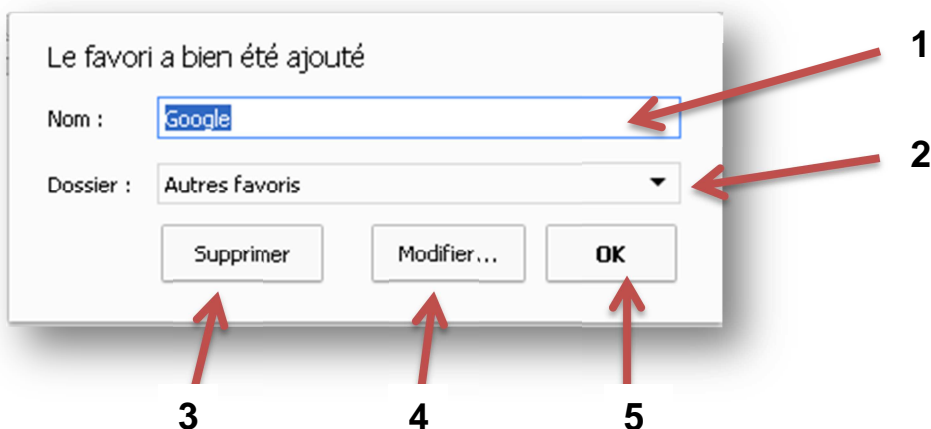 Le favori a bien été ajouté
1
Nom : Google
2
Dossier : Autres favoris
Supprimer Modifier... OK
3 4 5